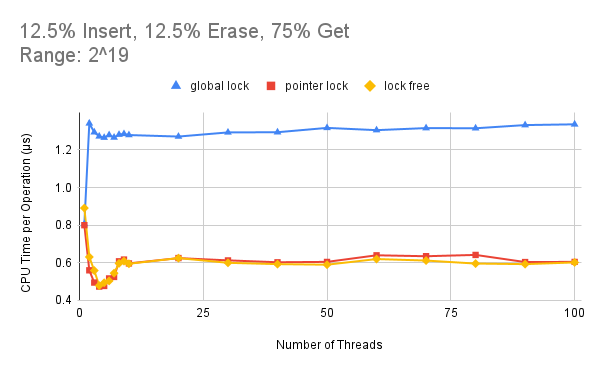 12.5% Insert, 12.5% Erase, 75% Get
Range: 2^19
global lock
pointer lock
lock free
CPU Time per Operation (µs)
1.2
1.0
0.8
0.6
0.4
0
25
50
75
100
Number of Threads